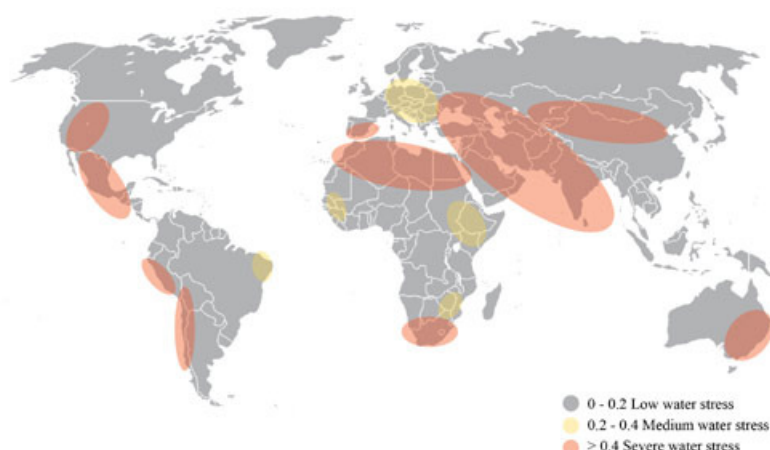 0 - 0.2 Low water stress
0.2 - 0.4 Medium water stress
> 0.4 Severe water stress